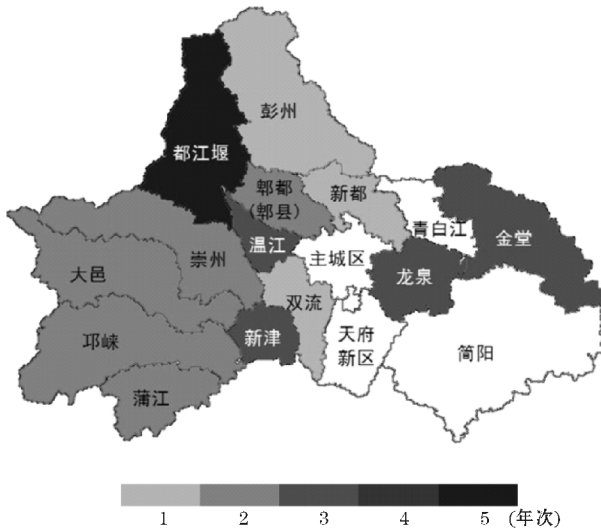 彭州
都江堰
郫都
(郫县)
新都
青白江
金堂
温江
主城区
崇州
龙泉
大邑
双流
天府
新区
新津
邛崃
简阳
蒲江
1 2 3 4 5 (年次)